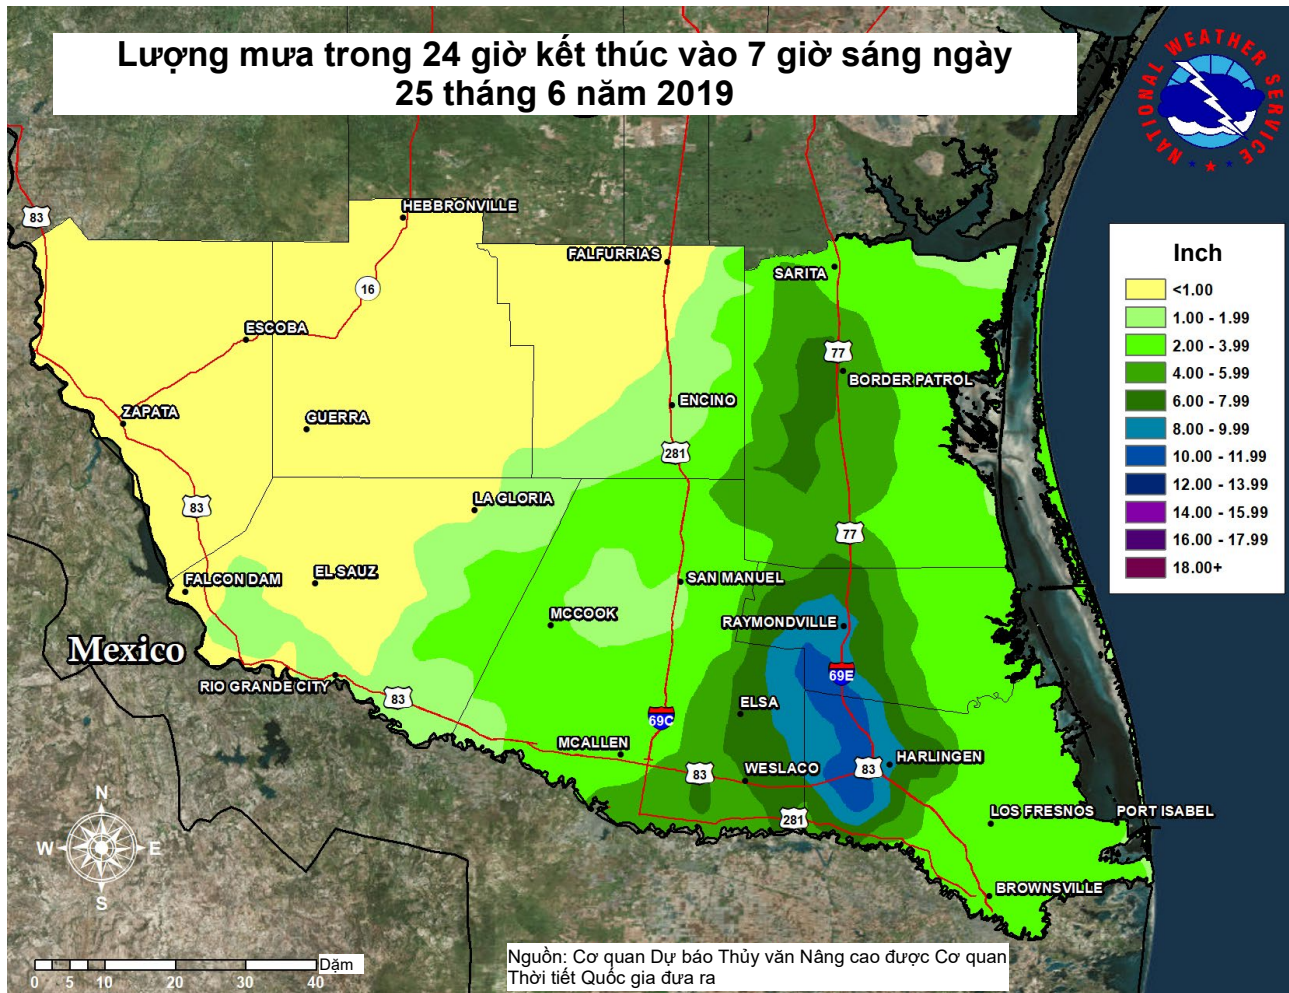 Lượng mưa trong 24 giờ kết thúc vào 7 giờ sáng ngày
25 tháng 6 năm 2019
NATIONAL WEATHER SERVICE
Inch
<1.00
1.00 - 1.99
2.00 - 3.99
4.00 - 5.99
6.00 - 7.99
8.00 - 9.99
10.00 - 11.99
12.00 - 13.99
14.00 - 15.99
16.00 - 17.99
18.00+
HEBBRONVILLE
83
FALFURRIAS
SARITA
16
ESCOBA
77
BORDER PATROL
ZAPATA
GUERRA
ENCINO
281
LA GLORIA
83
77
FALCON DAM
EL SAUZ
SAN MANUEL
MCCOOK
RAYMONDVILLE
Mexico
69E
RIO GRANDE CITY
83
ELSA
69C
MCALLEN
HARLINGEN
83
WESLACO
83
281
LOS FRESNOS
PORT ISABEL
BROWNSVILLE
N
W
E
S
Dặm
0 5 10 20 30 40
Nguồn: Cơ quan Dự báo Thủy văn Nâng cao được Cơ quan
Thời tiết Quốc gia đưa ra